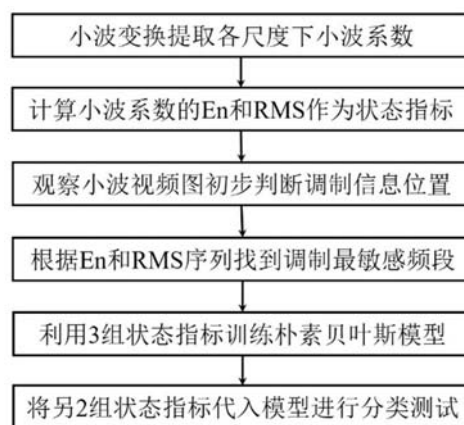 小波变换提取各尺度下小波系数
计算小波系数的En和RMS作为状态指标
观察小波视频图初步判断调制信息位置
根据En和RMS序列找到调制最敏感频段
利用3组状态指标训练朴素贝叶斯模型
将另2组状态指标代入模型进行分类测试